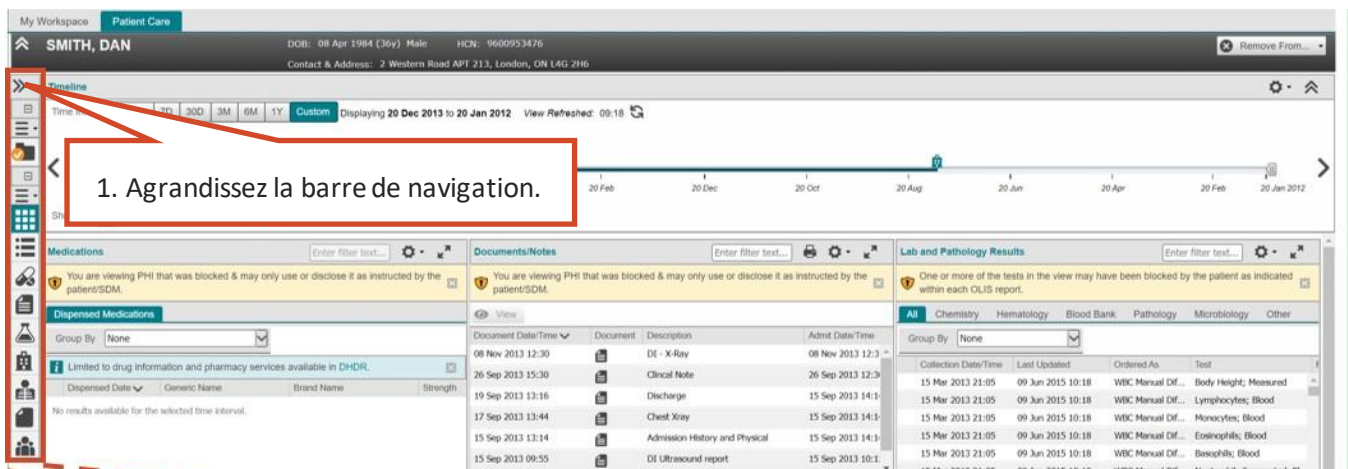 My Workspace Patient Care
SMITH, DAN DOB: 08 Apr 1984 (36y) Male HCN: 9600953476 Remove From...
Contact & Address: 2 Western Road APT 213, London, ON L4G 2H6
Timeline
7D 30D 3M 6M 1Y Custom Displaying 20 Dec 2013 to 20 Jan 2012 View Refreshed: 09:18
1. Agrandissez la barre de navigation.
20 Feb 20 Dec 20 Oct 20 Aug 20 Jun 20 Apr 20 Feb 20 Jan 2012
Medications Enter filter text...
You are viewing PHI that was blocked & may only use or disclose it as instructed by the
patient/SDM.
Dispensed Medications
Group By None
Limited to drug information and pharmacy services available in DHDR.
Dispensed Date Generic Name Brand Name Strength
No results available for the selected time interval.
Documents/Notes Enter filter text...
You are viewing PHI that was blocked & may only use or disclose it as instructed by the
patient/SDM.
View
Document Date/Time Document Description Admit Date/Time
08 Nov 2013 12:30 DI - X-Ray 08 Nov 2013 12:3
26 Sep 2013 15:30 Clincal Note 26 Sep 2013 12:3
19 Sep 2013 13:16 Discharge 15 Sep 2013 14:1
17 Sep 2013 13:44 Chest Xray 15 Sep 2013 14:1
15 Sep 2013 13:14 Admission History and Physical 15 Sep 2013 14:1
15 Sep 2013 09:55 DI Ultrasound report 15 Sep 2013 10:1
Lab and Pathology Results Enter filter text...
One or more of the tests in the view may have been blocked by the patient as indicated
within each OLIS report.
All Chemistry Hematology Blood Bank Pathology Microbiology Other
Group By None
Collection Date/Time Last Updated Ordered As Test
15 Mar 2013 21:05 09 Jun 2015 10:18 WBC Manual Dif... Body Height; Measured
15 Mar 2013 21:05 09 Jun 2015 10:18 WBC Manual Dif... Lymphocytes; Blood
15 Mar 2013 21:05 09 Jun 2015 10:18 WBC Manual Dif... Monocytes; Blood
15 Mar 2013 21:05 09 Jun 2015 10:18 WBC Manual Dif... Eosinophils; Blood
15 Mar 2013 21:05 09 Jun 2015 10:18 WBC Manual Dif... Basophils; Blood